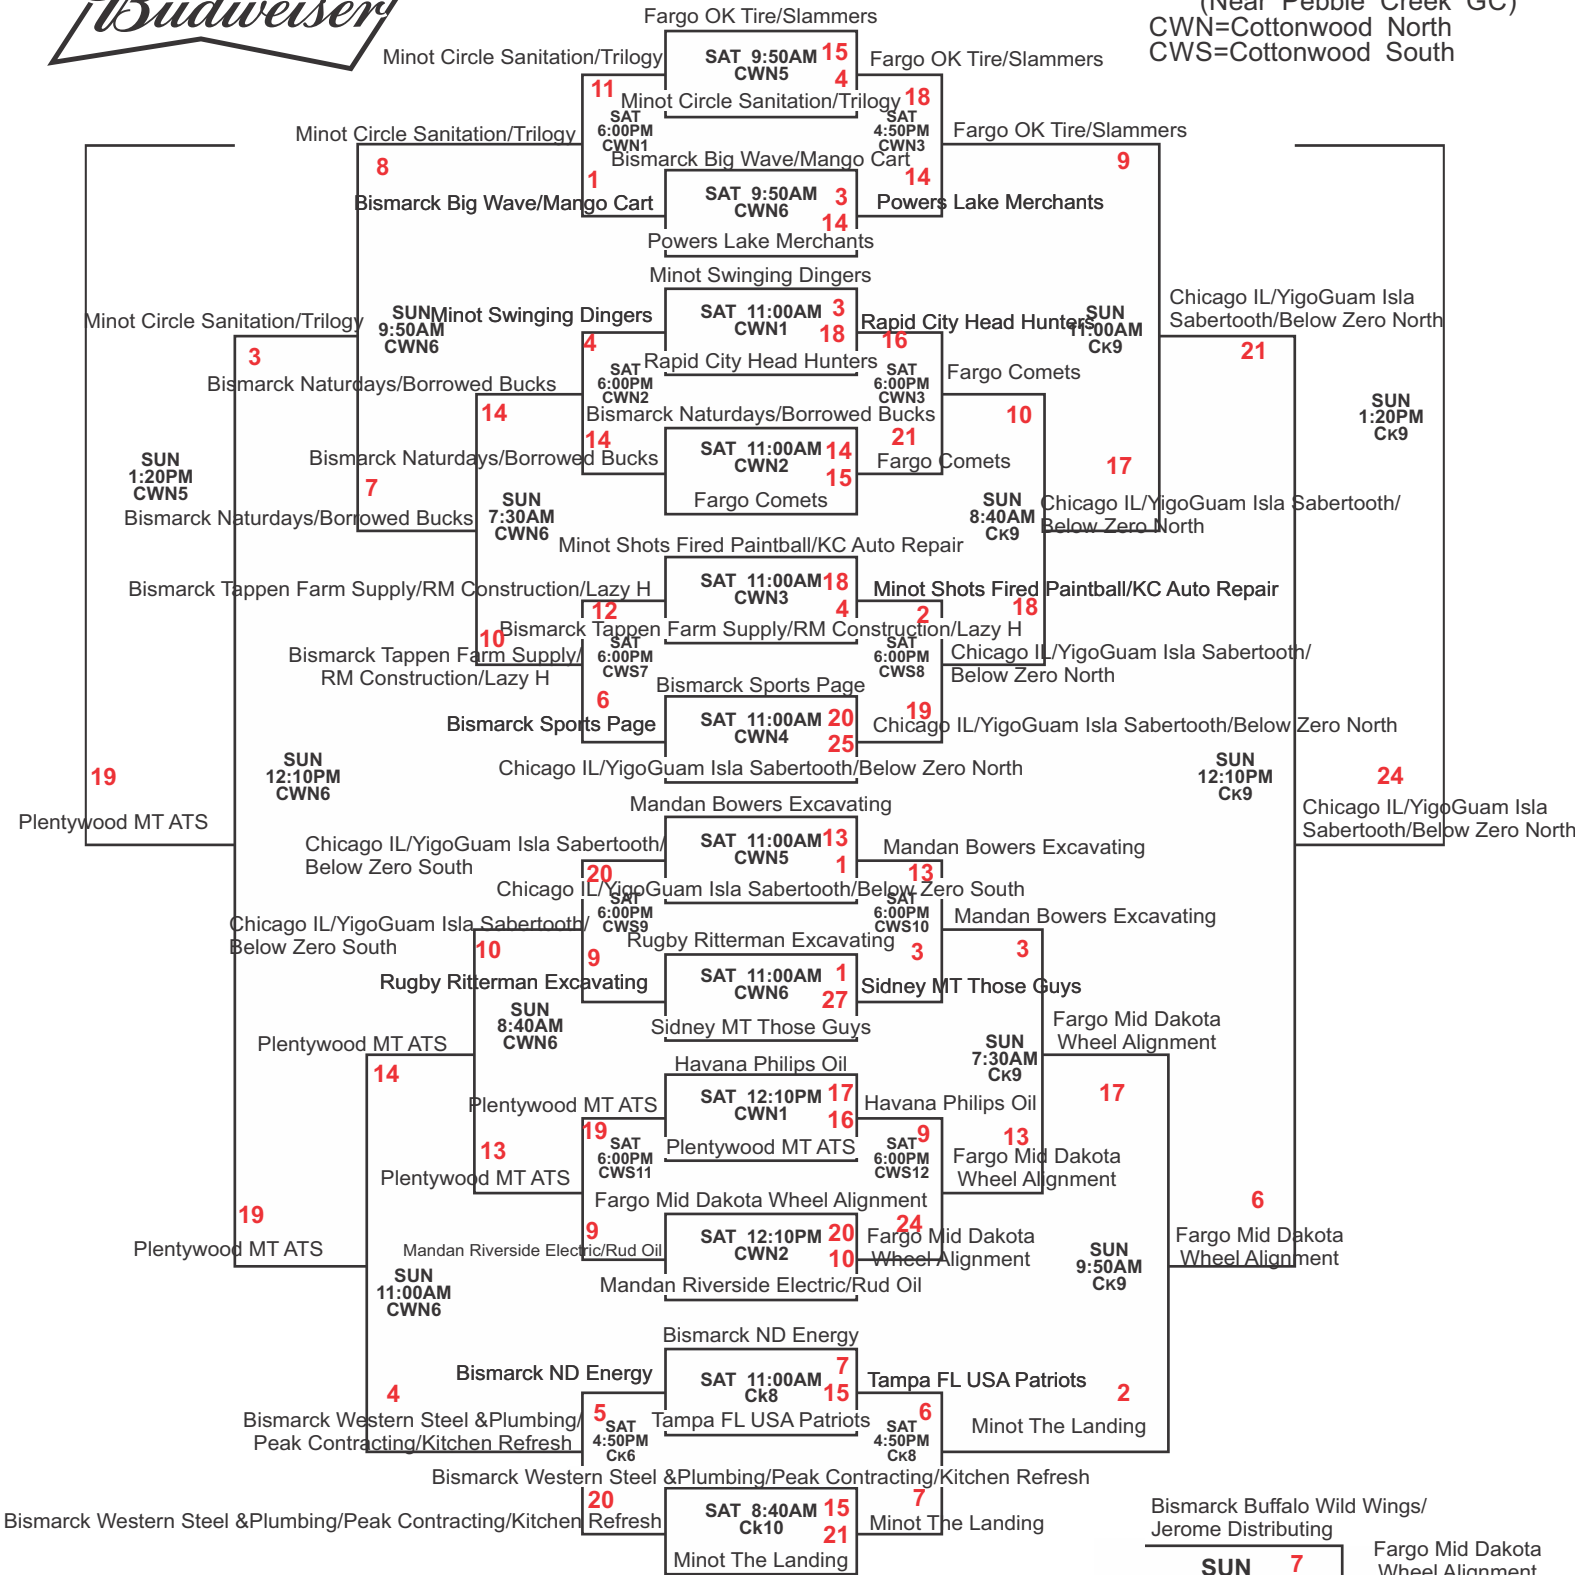 Budweiser
(Near Pebble Creek GC)
CWN=Cottonwood North
CWS=Cottonwood South
Fargo OK Tire/Slammers
SAT 9:50AM 15
CWN5 4
Minot Circle Sanitation/Trilogy
Minot Circle Sanitation/Trilogy
Fargo OK Tire/Slammers
11
SAT
6:00PM
CWN1
1
18
SAT
4:50PM
CWN3
14
Minot Circle Sanitation/Trilogy
Fargo OK Tire/Slammers
8
9
Bismarck Big Wave/Mango Cart
SAT 9:50AM 3
CWN6 14
Powers Lake Merchants
Bismarck Big Wave/Mango Cart
Powers Lake Merchants
Minot Swinging Dingers
SAT 11:00AM 3
CWN1 18
Rapid City Head Hunters
Minot Swinging Dingers
Rapid City Head Hunters
SUN
9:50AM
CWN6
SUN
11:00AM
CK9
Minot Circle Sanitation/Trilogy
3
Chicago IL/YigoGuam Isla
Sabertooth/Below Zero North
21
4
SAT
6:00PM
CWN2
14
16
SAT
6:00PM
CWN3
21
Bismarck Naturdays/Borrowed Bucks
14
Fargo Comets
10
Bismarck Naturdays/Borrowed Bucks
SAT 11:00AM 14
CWN2 15
Fargo Comets
Bismarck Naturdays/Borrowed Bucks
Fargo Comets
SUN
1:20PM
CWN5
SUN
1:20PM
CK9
7
17
Bismarck Naturdays/Borrowed Bucks
Chicago IL/YigoGuam Isla Sabertooth/
Below Zero North
SUN
7:30AM
CWN6
SUN
8:40AM
CK9
Minot Shots Fired Paintball/KC Auto Repair
SAT 11:00AM 18
CWN3 4
Bismarck Tappen Farm Supply/RM Construction/Lazy H
Bismarck Tappen Farm Supply/RM Construction/Lazy H
Minot Shots Fired Paintball/KC Auto Repair
12
SAT
6:00PM
CWS7
6
2
SAT
6:00PM
CWS8
19
10
18
Bismarck Tappen Farm Supply/
RM Construction/Lazy H
Chicago IL/YigoGuam Isla Sabertooth/
Below Zero North
Bismarck Sports Page
SAT 11:00AM 20
CWN4 25
Chicago IL/YigoGuam Isla Sabertooth/Below Zero North
Bismarck Sports Page
Chicago IL/YigoGuam Isla Sabertooth/Below Zero North
SUN
12:10PM
CWN6
SUN
12:10PM
CK9
19
Plentywood MT ATS
24
Chicago IL/YigoGuam Isla
Sabertooth/Below Zero North
Mandan Bowers Excavating
SAT 11:00AM 13
CWN5 1
Chicago IL/YigoGuam Isla Sabertooth/Below Zero South
Chicago IL/YigoGuam Isla Sabertooth/
Below Zero South
Mandan Bowers Excavating
20
SAT
6:00PM
CWS9
9
13
SAT
6:00PM
CWS10
3
Chicago IL/YigoGuam Isla Sabertooth/
Below Zero South
10
Mandan Bowers Excavating
3
Rugby Ritterman Excavating
SAT 11:00AM 1
CWN6 27
Sidney MT Those Guys
Rugby Ritterman Excavating
Sidney MT Those Guys
SUN
8:40AM
CWN6
SUN
7:30AM
CK9
Plentywood MT ATS
14
Fargo Mid Dakota
Wheel Alignment
17
Havana Philips Oil
SAT 12:10PM 17
CWN1 16
Plentywood MT ATS
Plentywood MT ATS
Havana Philips Oil
19
SAT
6:00PM
CWS11
9
9
SAT
6:00PM
CWS12
24
13
Plentywood MT ATS
13
Fargo Mid Dakota
Wheel Alignment
Fargo Mid Dakota Wheel Alignment
SAT 12:10PM 20
CWN2 10
Mandan Riverside Electric/Rud Oil
Mandan Riverside Electric/Rud Oil
Fargo Mid Dakota
Wheel Alignment
19
Plentywood MT ATS
6
Fargo Mid Dakota
Wheel Alignment
SUN
11:00AM
CWN6
SUN
9:50AM
CK9
Bismarck ND Energy
SAT 11:00AM 7
Ck8 15
Tampa FL USA Patriots
Bismarck ND Energy
Tampa FL USA Patriots
4
2
5
SAT
4:50PM
CK6
20
6
SAT
4:50PM
CK8
7
Bismarck Western Steel &Plumbing/
Peak Contracting/Kitchen Refresh
Minot The Landing
Bismarck Western Steel &Plumbing/Peak Contracting/Kitchen Refresh
SAT 8:40AM 15
Ck10 21
Minot The Landing
Bismarck Western Steel &Plumbing/Peak Contracting/Kitchen Refresh
Minot The Landing
Bismarck Buffalo Wild Wings/
Jerome Distributing
SUN 7
Fargo Mid Dakota
Wheel Alignment